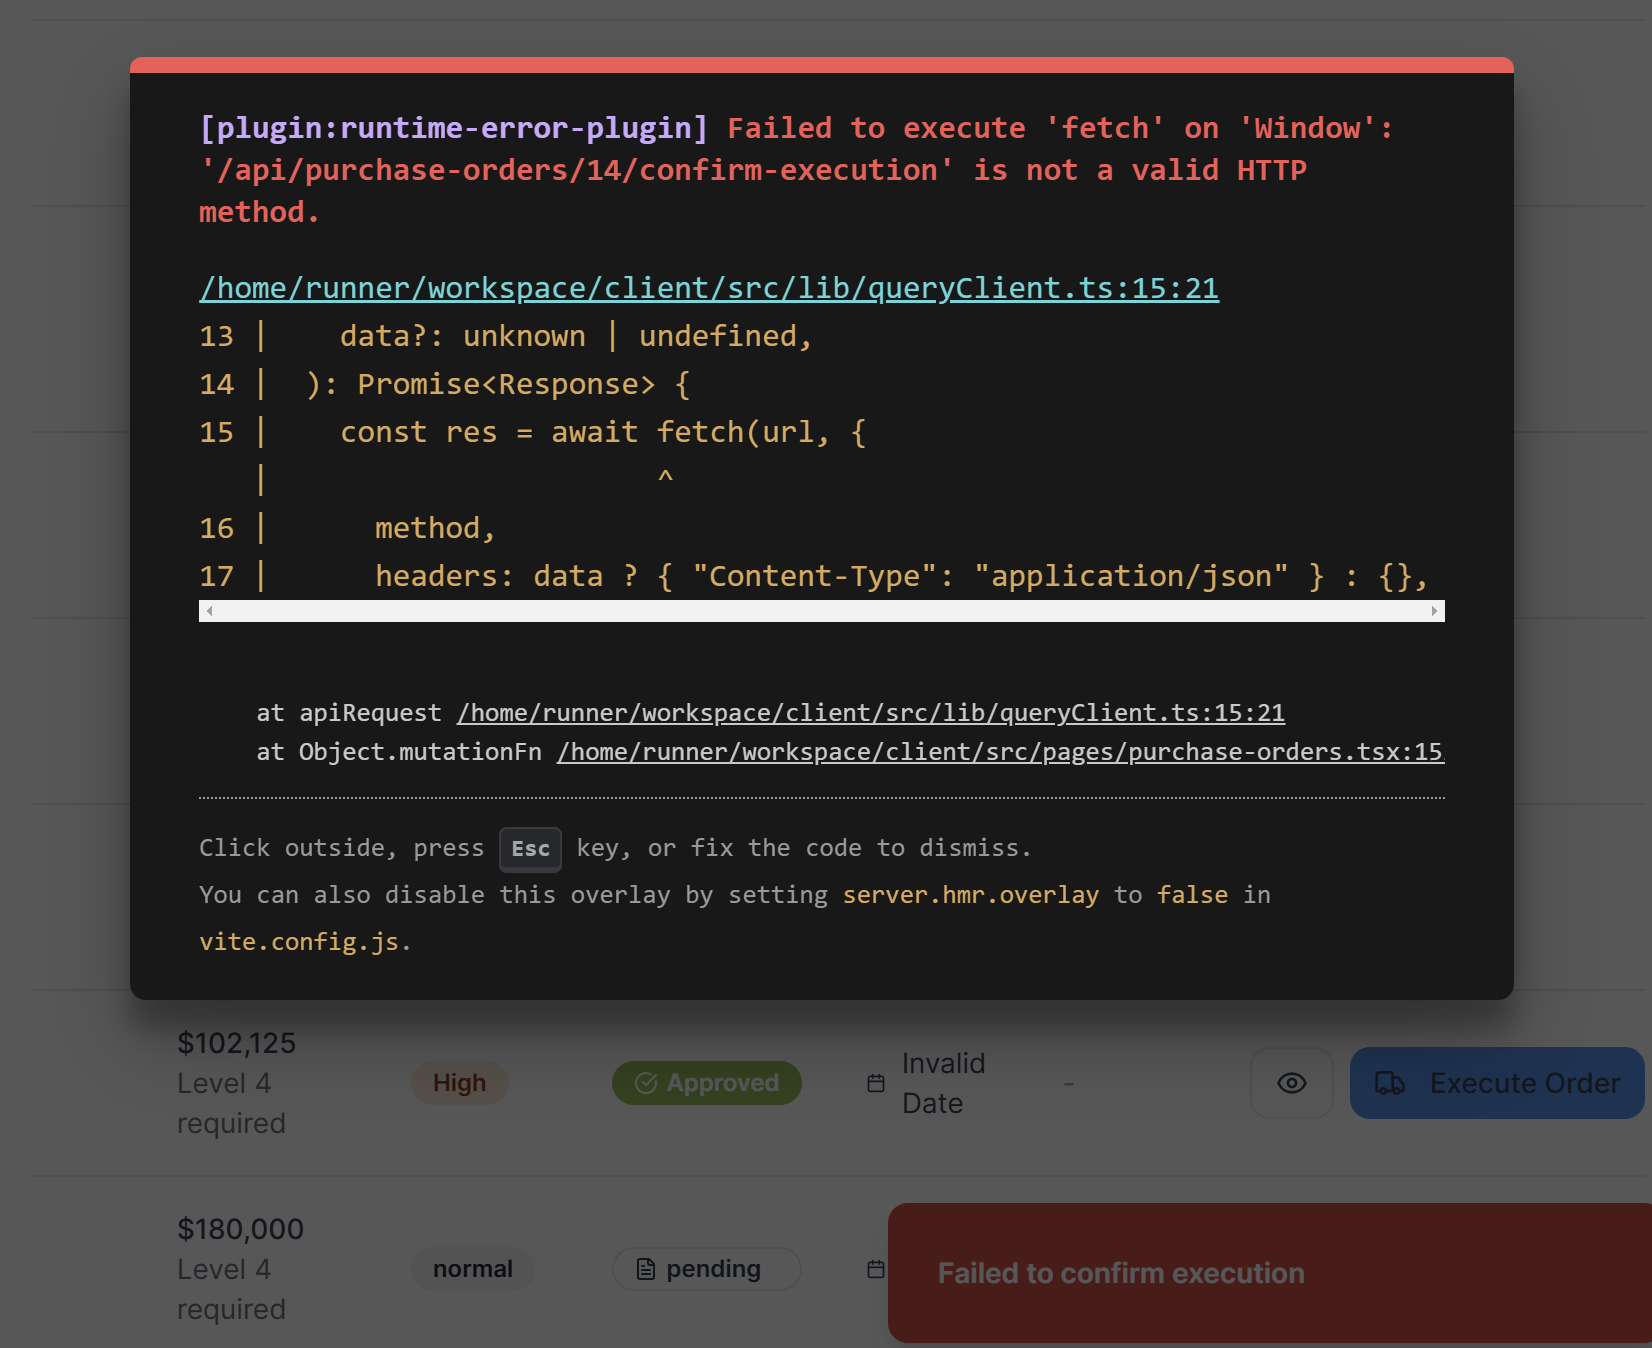 [plugin:runtime-error-plugin] Failed to execute 'fetch' on 'Window':
'/api/purchase-orders/14/confirm-execution' is not a valid HTTP
method.
/home/runner/workspace/client/src/lib/queryClient.ts:15:21
13 |    data?: unknown | undefined,
14 |  ): Promise<Response> {
15 |    const res = await fetch(url, {
   |                      ^
16 |      method,
17 |      headers: data ? { "Content-Type": "application/json" } : {},
at apiRequest /home/runner/workspace/client/src/lib/queryClient.ts:15:21
at Object.mutationFn /home/runner/workspace/client/src/pages/purchase-orders.tsx:15
Click outside, press Esc key, or fix the code to dismiss.
You can also disable this overlay by setting server.hmr.overlay to false in
vite.config.js.
$102,125
Level 4
required
High
Approved
Invalid
Date
-
Execute Order
$180,000
Level 4
required
normal
pending
Failed to confirm execution